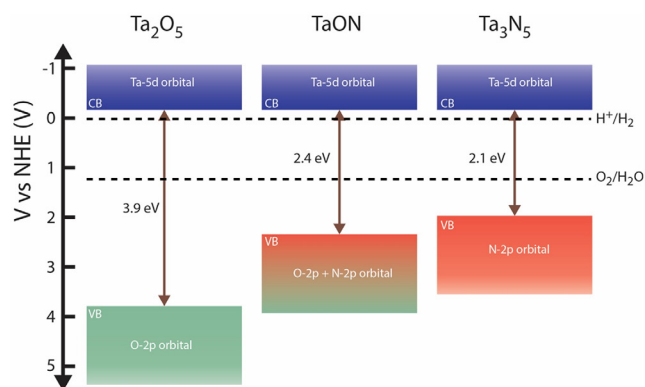 Ta₂O₅ TaON Ta₃N₅
V vs NHE (V)
-1
0
1
2
3
4
5
Ta-5d orbital
CB
Ta-5d orbital
CB
Ta-5d orbital
CB
H⁺/H₂
3.9 eV
2.4 eV
2.1 eV
O₂/H₂O
VB
O-2p orbital
VB
O-2p + N-2p orbital
VB
N-2p orbital